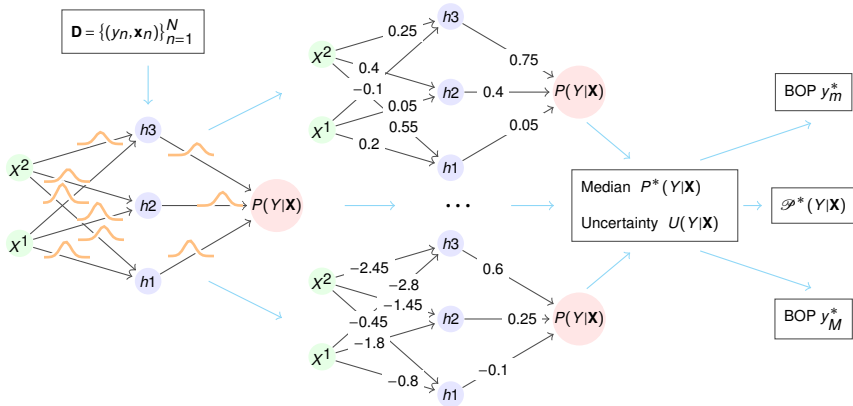 D = {(yₙ, xₙ)}ᴺₙ₌₁
X²
X¹
h3
h2
h1
P(Y|X)
X²
X¹
0.25
0.4
−0.1
0.05
0.55
0.2
h3
h2
h1
0.75
0.4
0.05
P(Y|X)
...
X²
X¹
−2.45
−2.8
−1.45
−0.45
−1.8
−0.8
h3
h2
h1
0.6
0.25
−0.1
P(Y|X)
Median P*(Y|X)
Uncertainty U(Y|X)
BOP y*ₘ
𝒫*(Y|X)
BOP y*_M